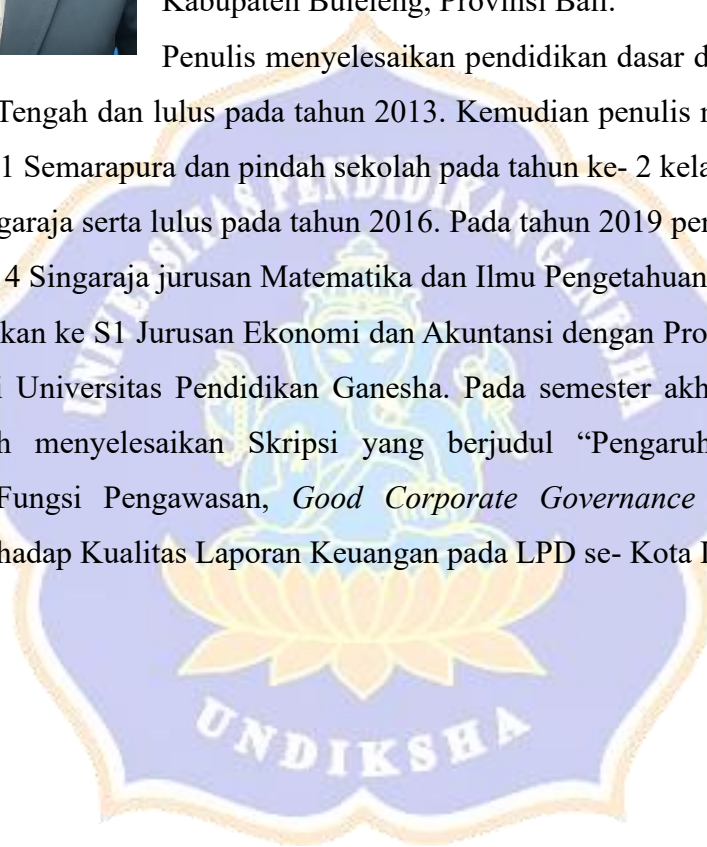 Kabupaten Buleleng, Provinsi Bali.
Penulis menyelesaikan pendidikan dasar d
Tengah dan lulus pada tahun 2013. Kemudian penulis
1 Semarapura dan pindah sekolah pada tahun ke- 2 kela
garaja serta lulus pada tahun 2016. Pada tahun 2019 pe
4 Singaraja jurusan Matematika dan Ilmu Pengetahuan
kan ke S1 Jurusan Ekonomi dan Akuntansi dengan Pro
i Universitas Pendidikan Ganesha. Pada semester akh
h menyelesaikan Skripsi yang berjudul “Pengaruh
Fungsi Pengawasan, Good Corporate Governance
hadap Kualitas Laporan Keuangan pada LPD se- Kota
UNIVERSITAS PENDIDIKAN GANESHA
UNDIKSHA